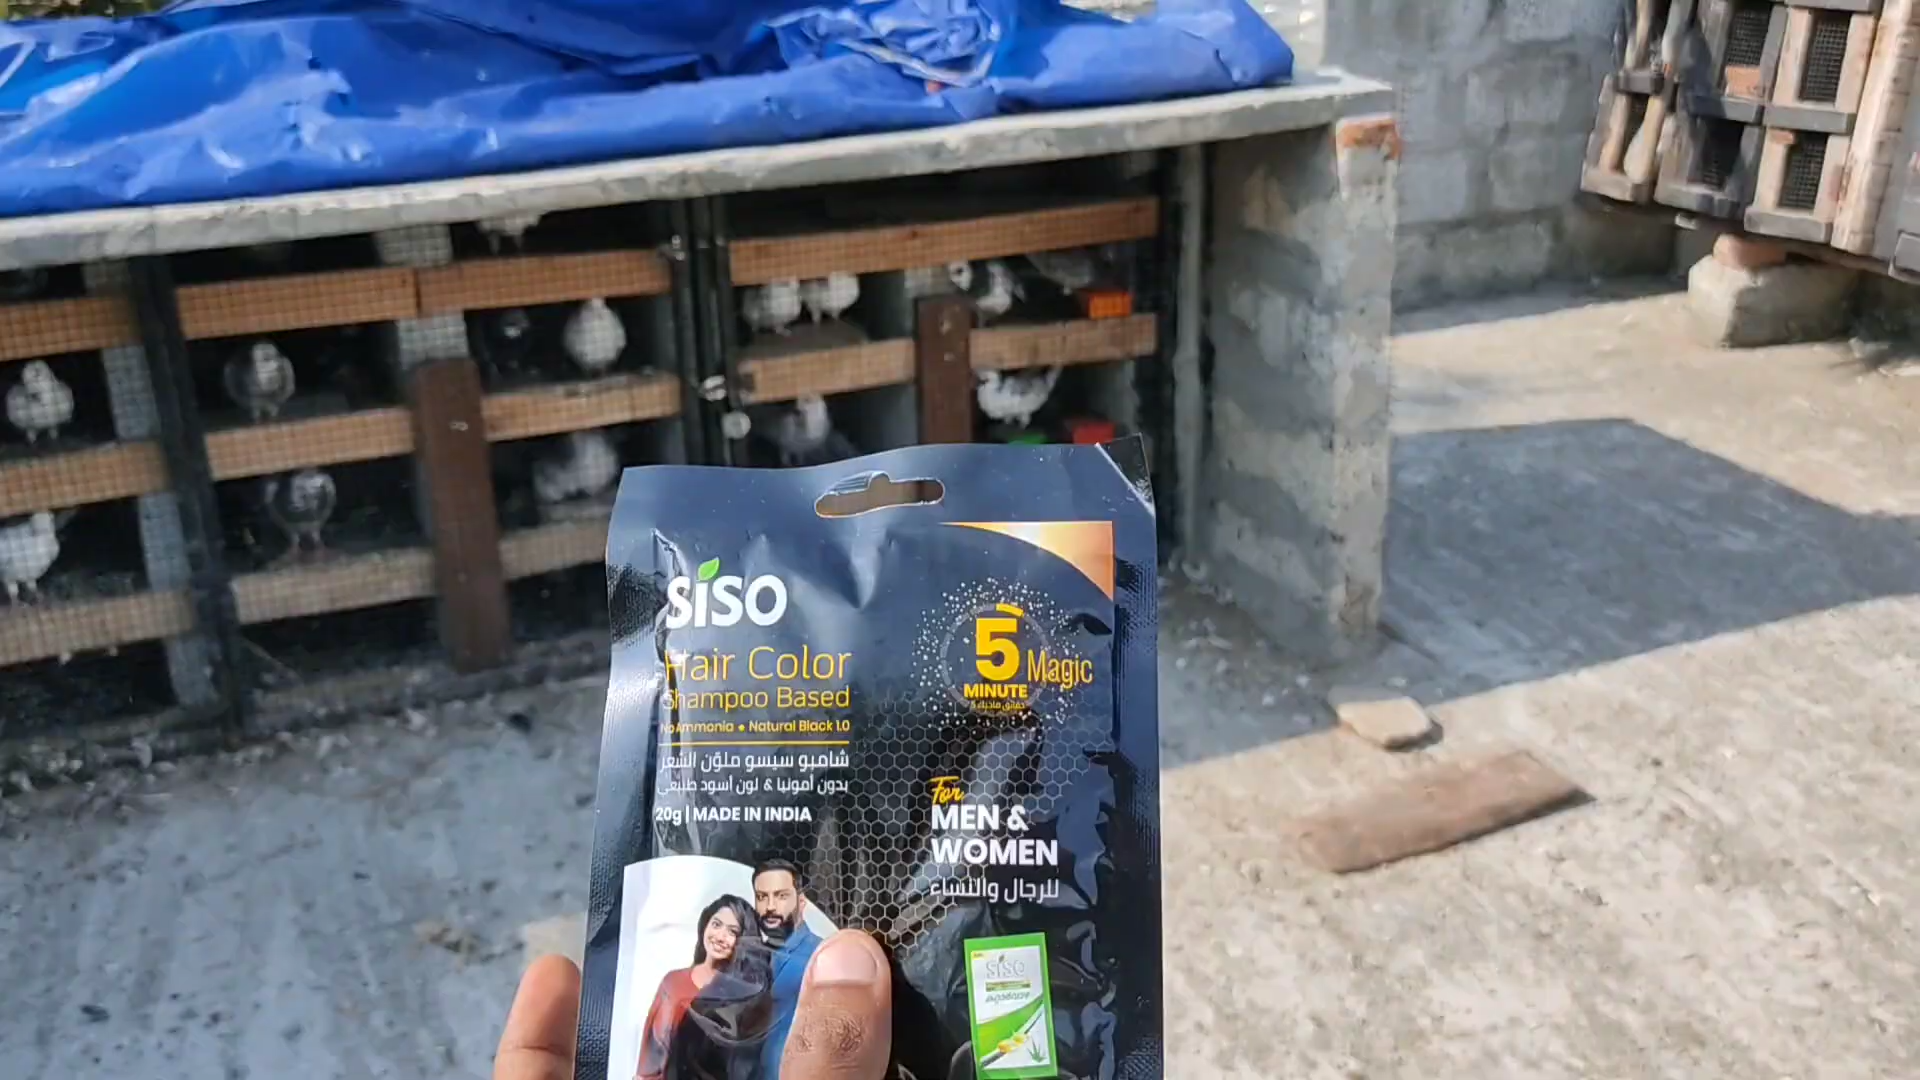 siso
Hair Color
Shampoo Based
No Ammonia • Natural Black 1.0
شامبو سيسو ملوّن الشعر
بدون أمونيا & لون أسود طبيعي
20g | MADE IN INDIA
5
MINUTE
Magic
For
MEN &
WOMEN
للرجال والنساء
siso